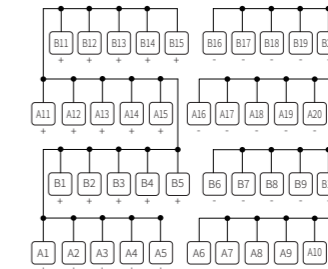 B11 B12 B13 B14 B15 B16 B17 B18 B19
+ + + + + - - - -
A11 A12 A13 A14 A15 A16 A17 A18 A19 A20
+ + + + + - - - - -
B1 B2 B3 B4 B5 B6 B7 B8 B9
+ + + + + - - - -
A1 A2 A3 A4 A5 A6 A7 A8 A9 A10